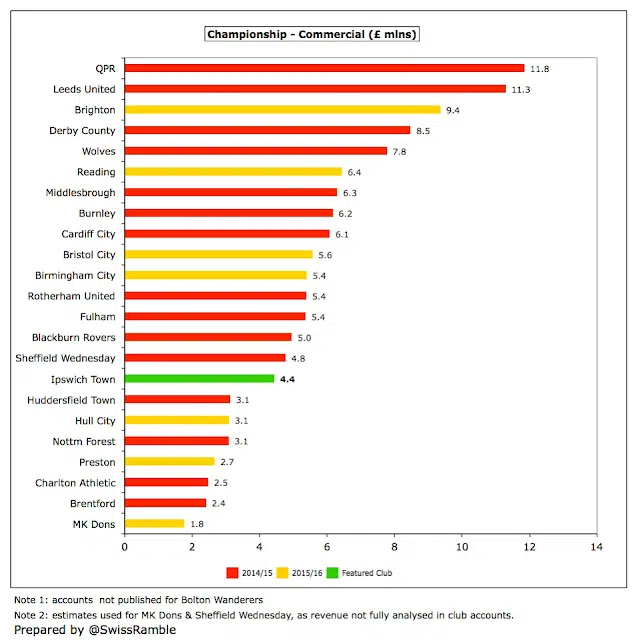 Championship - Commercial (£ mlns)
QPR 11.8
Leeds United 11.3
Brighton 9.4
Derby County 8.5
Wolves 7.8
Reading 6.4
Middlesbrough 6.3
Burnley 6.2
Cardiff City 6.1
Bristol City 5.6
Birmingham City 5.4
Rotherham United 5.4
Fulham 5.4
Blackburn Rovers 5.0
Sheffield Wednesday 4.8
Ipswich Town 4.4
Huddersfield Town 3.1
Hull City 3.1
Nottm Forest 3.1
Preston 2.7
Charlton Athletic 2.5
Brentford 2.4
MK Dons 1.8
0 2 4 6 8 10 12 14
2014/15 2015/16 Featured Club
Note 1: accounts not published for Bolton Wanderers
Note 2: estimates used for MK Dons & Sheffield Wednesday, as revenue not fully analysed in club accounts.
Prepared by @SwissRamble